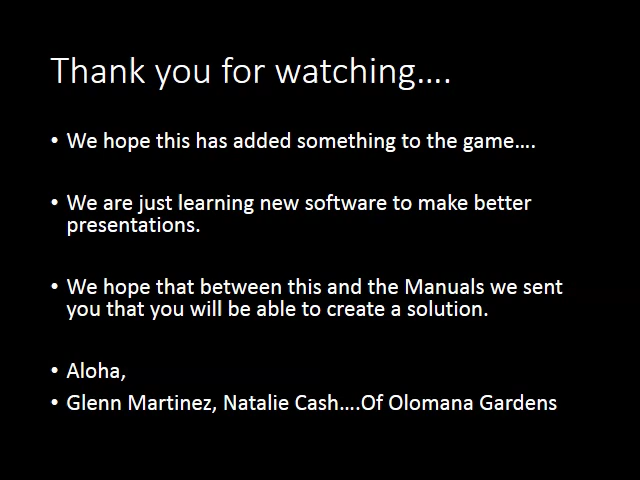 Thank you for watching....
• We hope this has added something to the game....
• We are just learning new software to make better
presentations.
• We hope that between this and the Manuals we sent
you that you will be able to create a solution.
• Aloha,
• Glenn Martinez, Natalie Cash....Of Olomana Gardens